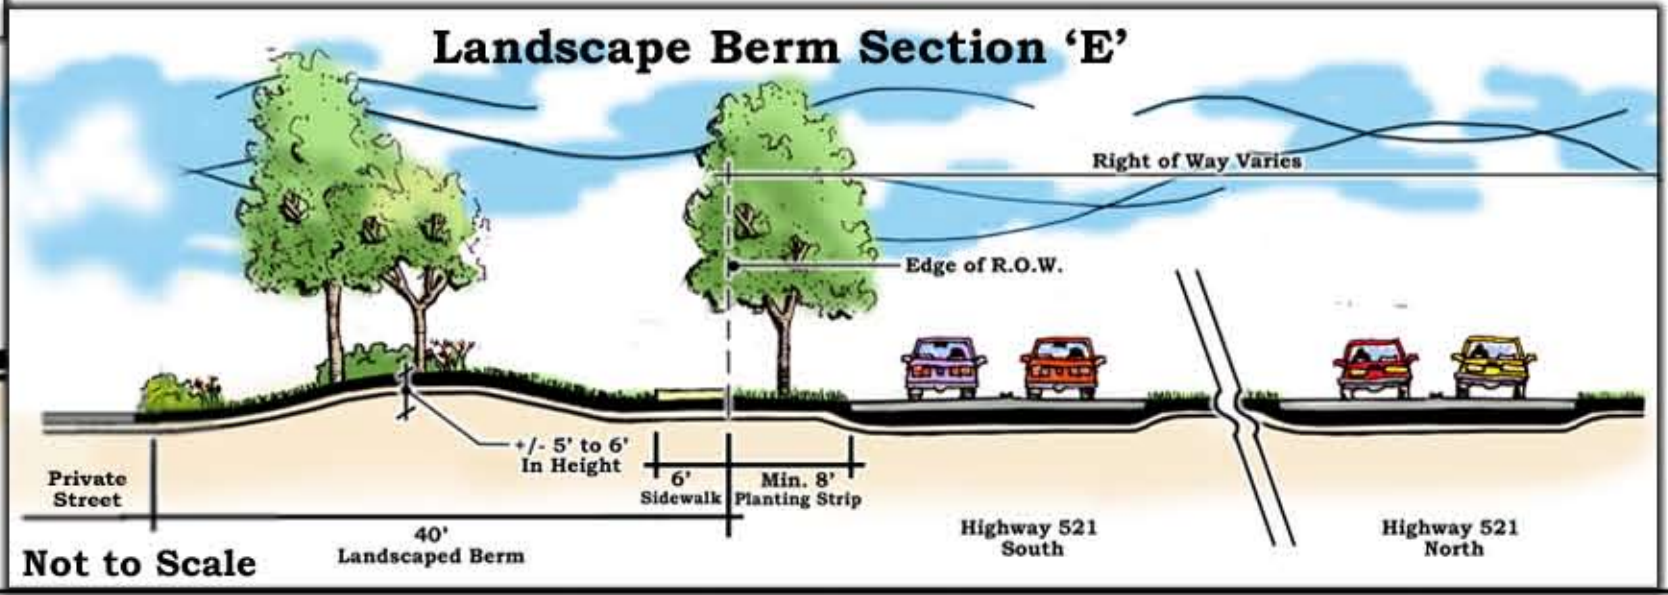 Landscape Berm Section ‘E’
Right of Way Varies
Edge of R.O.W.
+/- 5' to 6'
In Height
Private
Street
6'
Sidewalk
Min. 8'
Planting Strip
40'
Landscaped Berm
Highway 521
South
Highway 521
North
Not to Scale